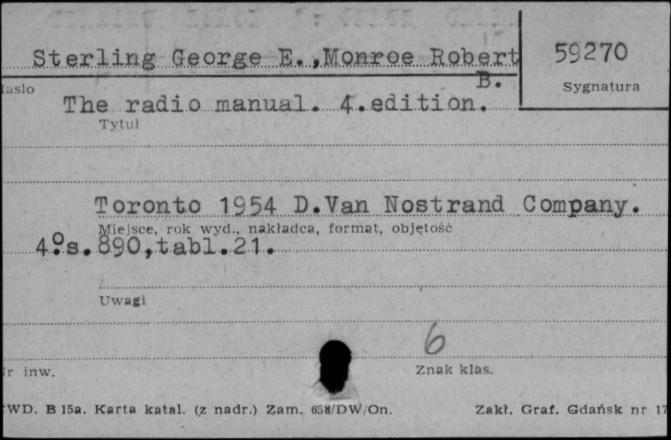 Sterling George E.,Monroe Robert B.
59270
Sygnatura
The radio manual. 4.edition.
Tytuł
Toronto 1954 D.Van Nostrand Company.
Miejsce, rok wyd., nakładca, format, objętość
4°s.890,tabl.21.
Uwagi
6
inw.
Znak klas.
WD. B 15a. Karta katal. (z nadr.) Zam. 658/DW/On.
Zakł. Graf. Gdańsk nr 17